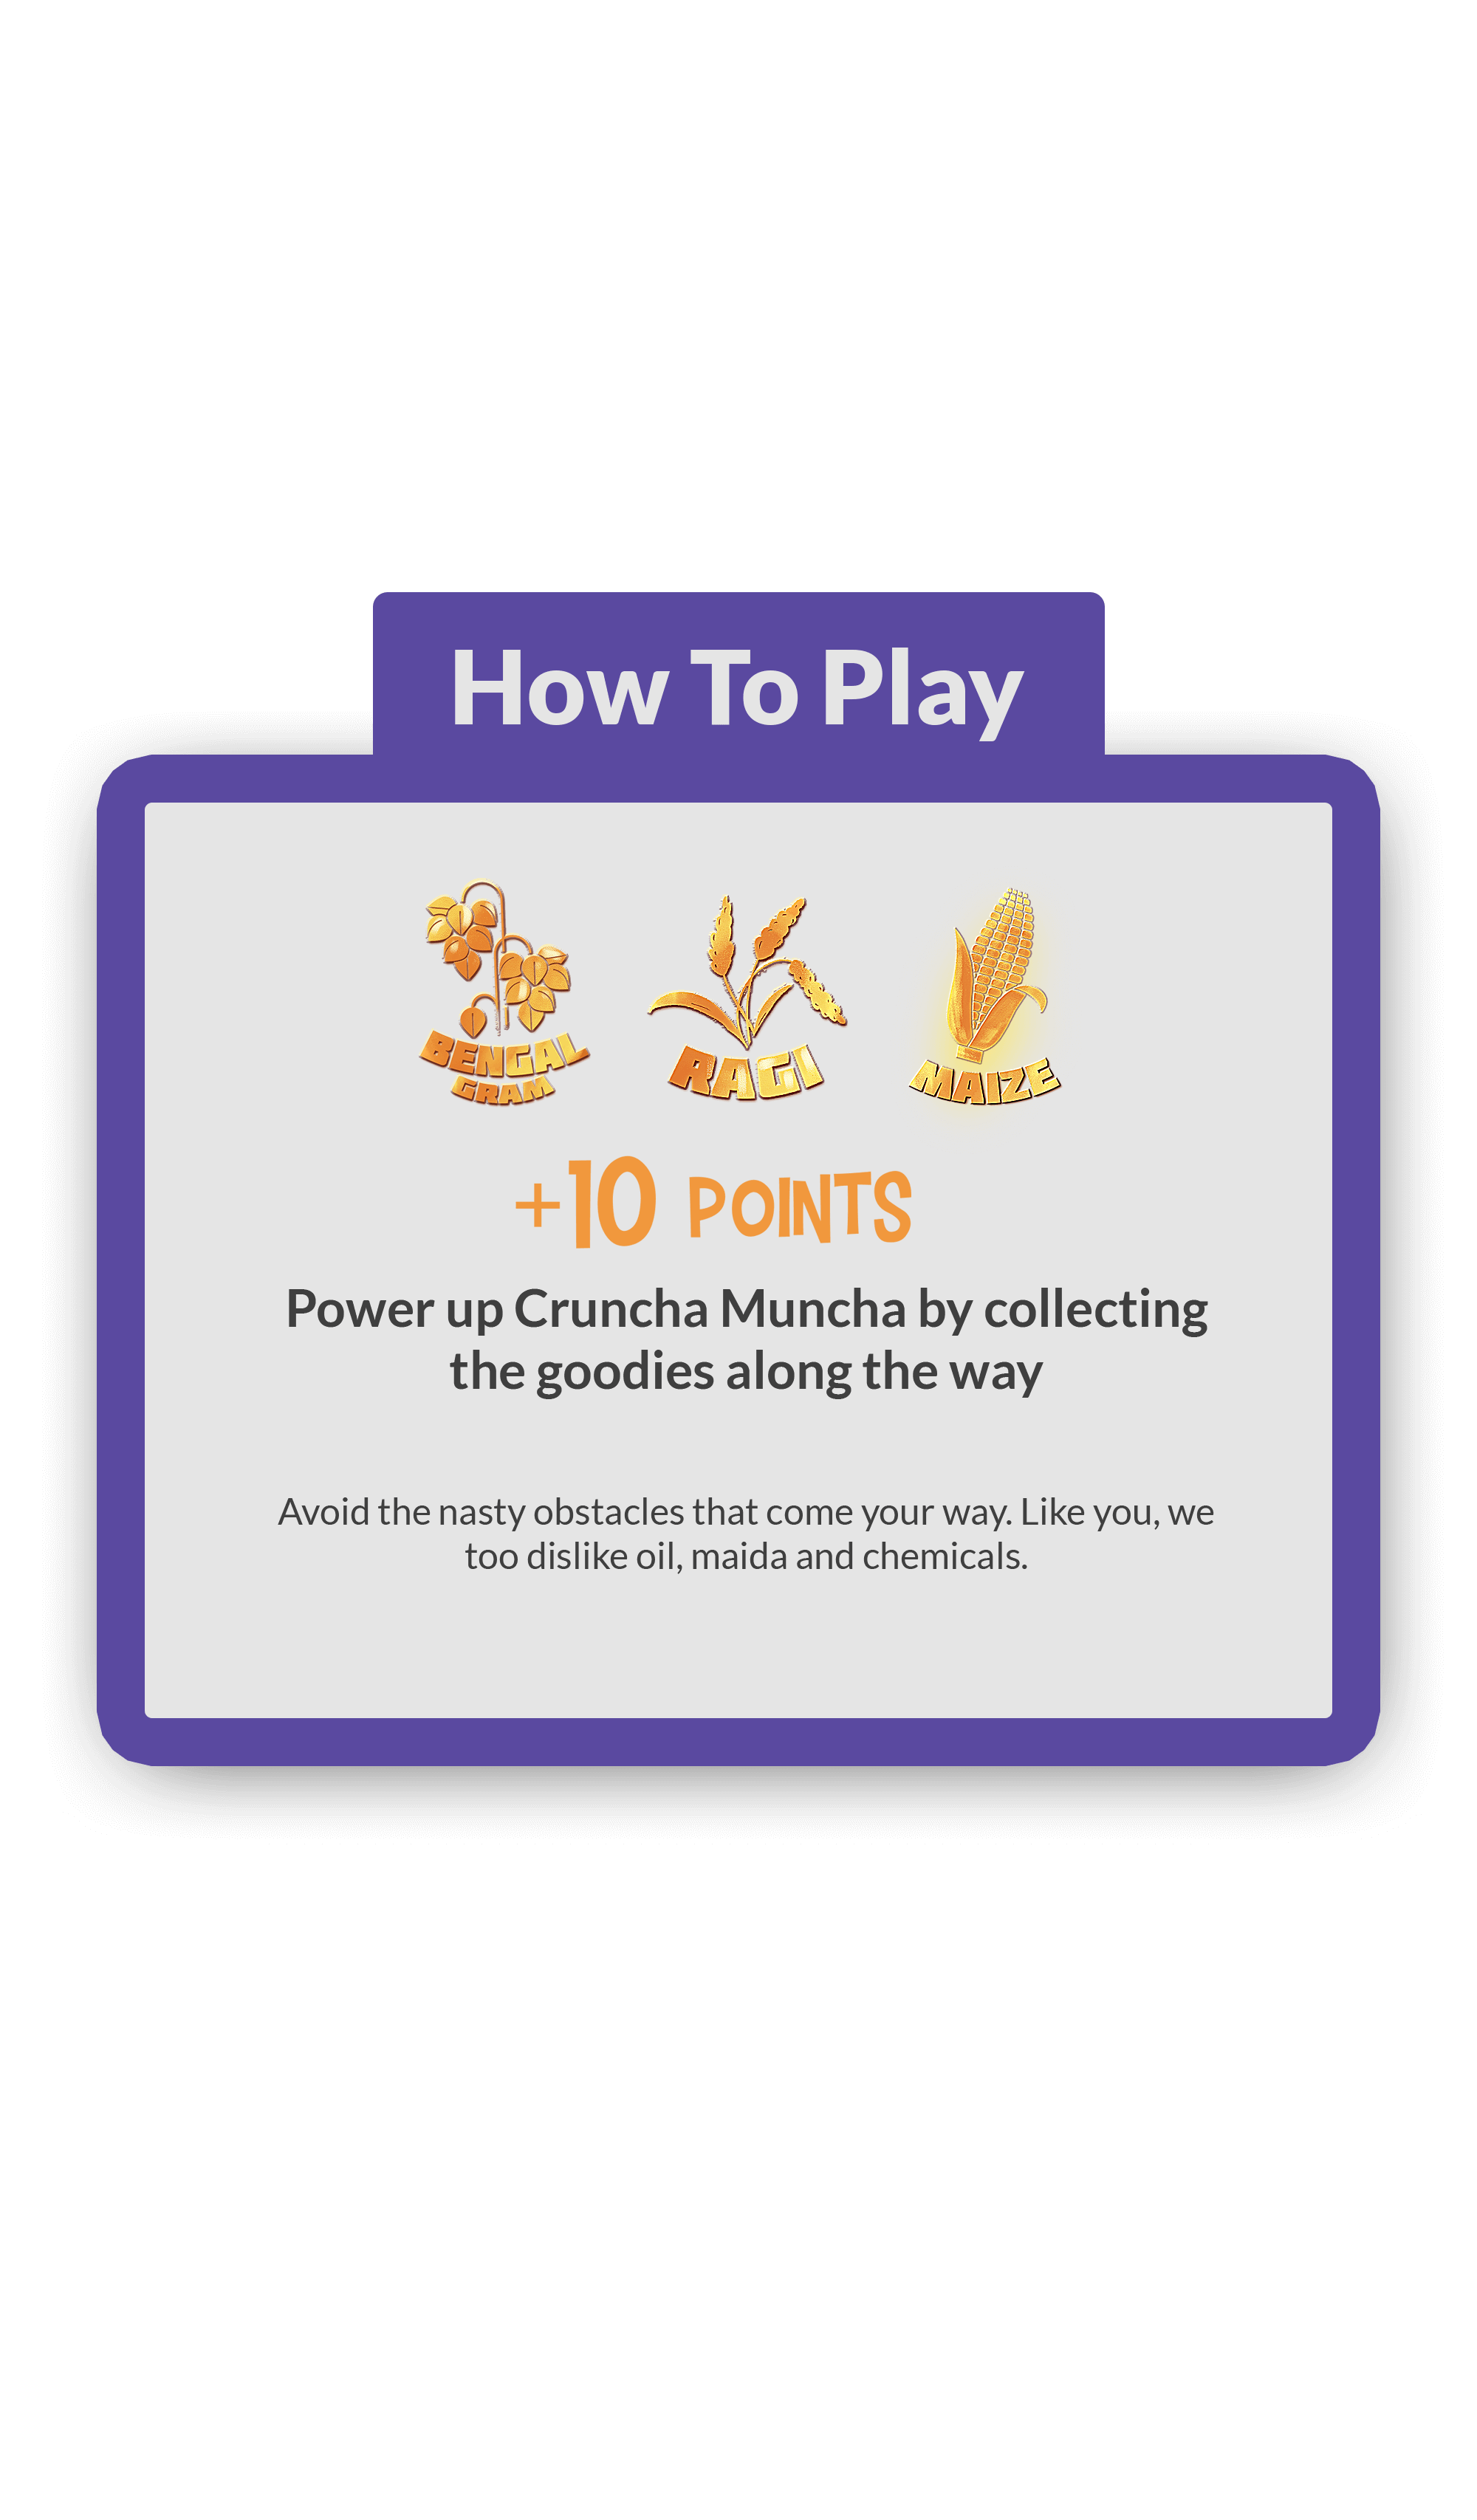 How To Play
BENGAL
GRAM
RAGI
MAIZE
+10 POINTS
Power up Cruncha Muncha by collecting
the goodies along the way
Avoid the nasty obstacles that come your way. Like you, we
too dislike oil, maida and chemicals.